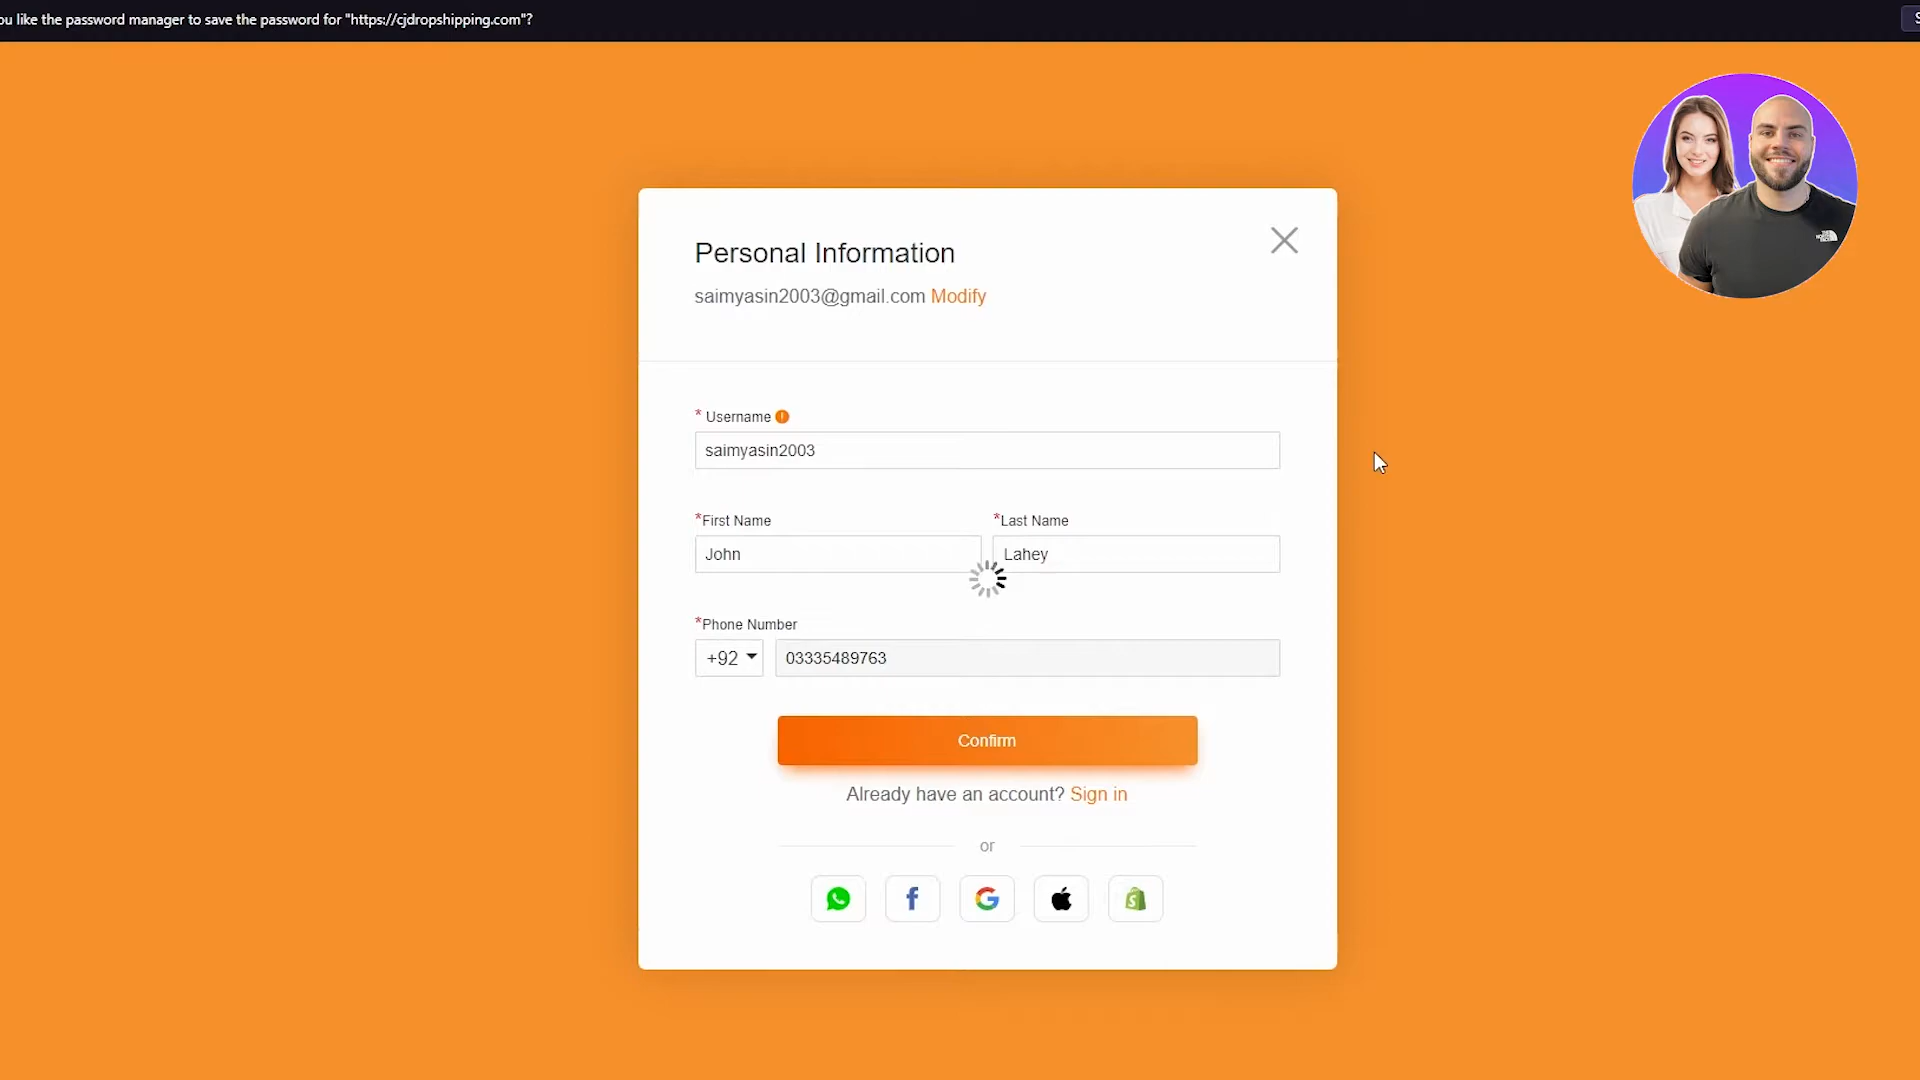 ou like the password manager to save the password for "https://cjdropshipping.com"?
Personal Information
saimyasin2003@gmail.com Modify
* Username
saimyasin2003
*First Name *Last Name
John Lahey
*Phone Number
+92 03335489763
Confirm
Already have an account? Sign in
or